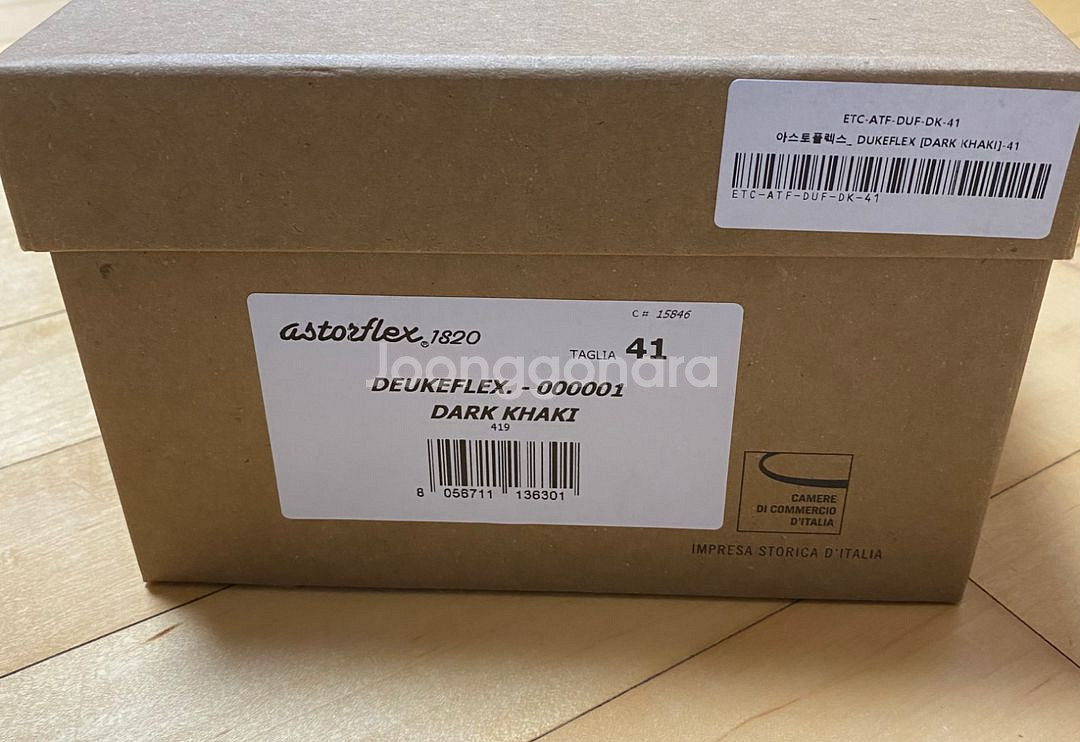 ETC-ATF-DUF-DK-41
아스토플렉스_ DUKEFLEX [DARK KHAKI]-41
ETC-ATF-DUF-DK-41
C# 15846
astorflex® 1820
TAGLIA 41
Joonggonara
DEUKEFLEX. - 000001
DARK KHAKI
419
8 056711 136301
CAMERE
DI COMMERCIO
D'ITALIA
IMPRESA STORICA D'ITALIA